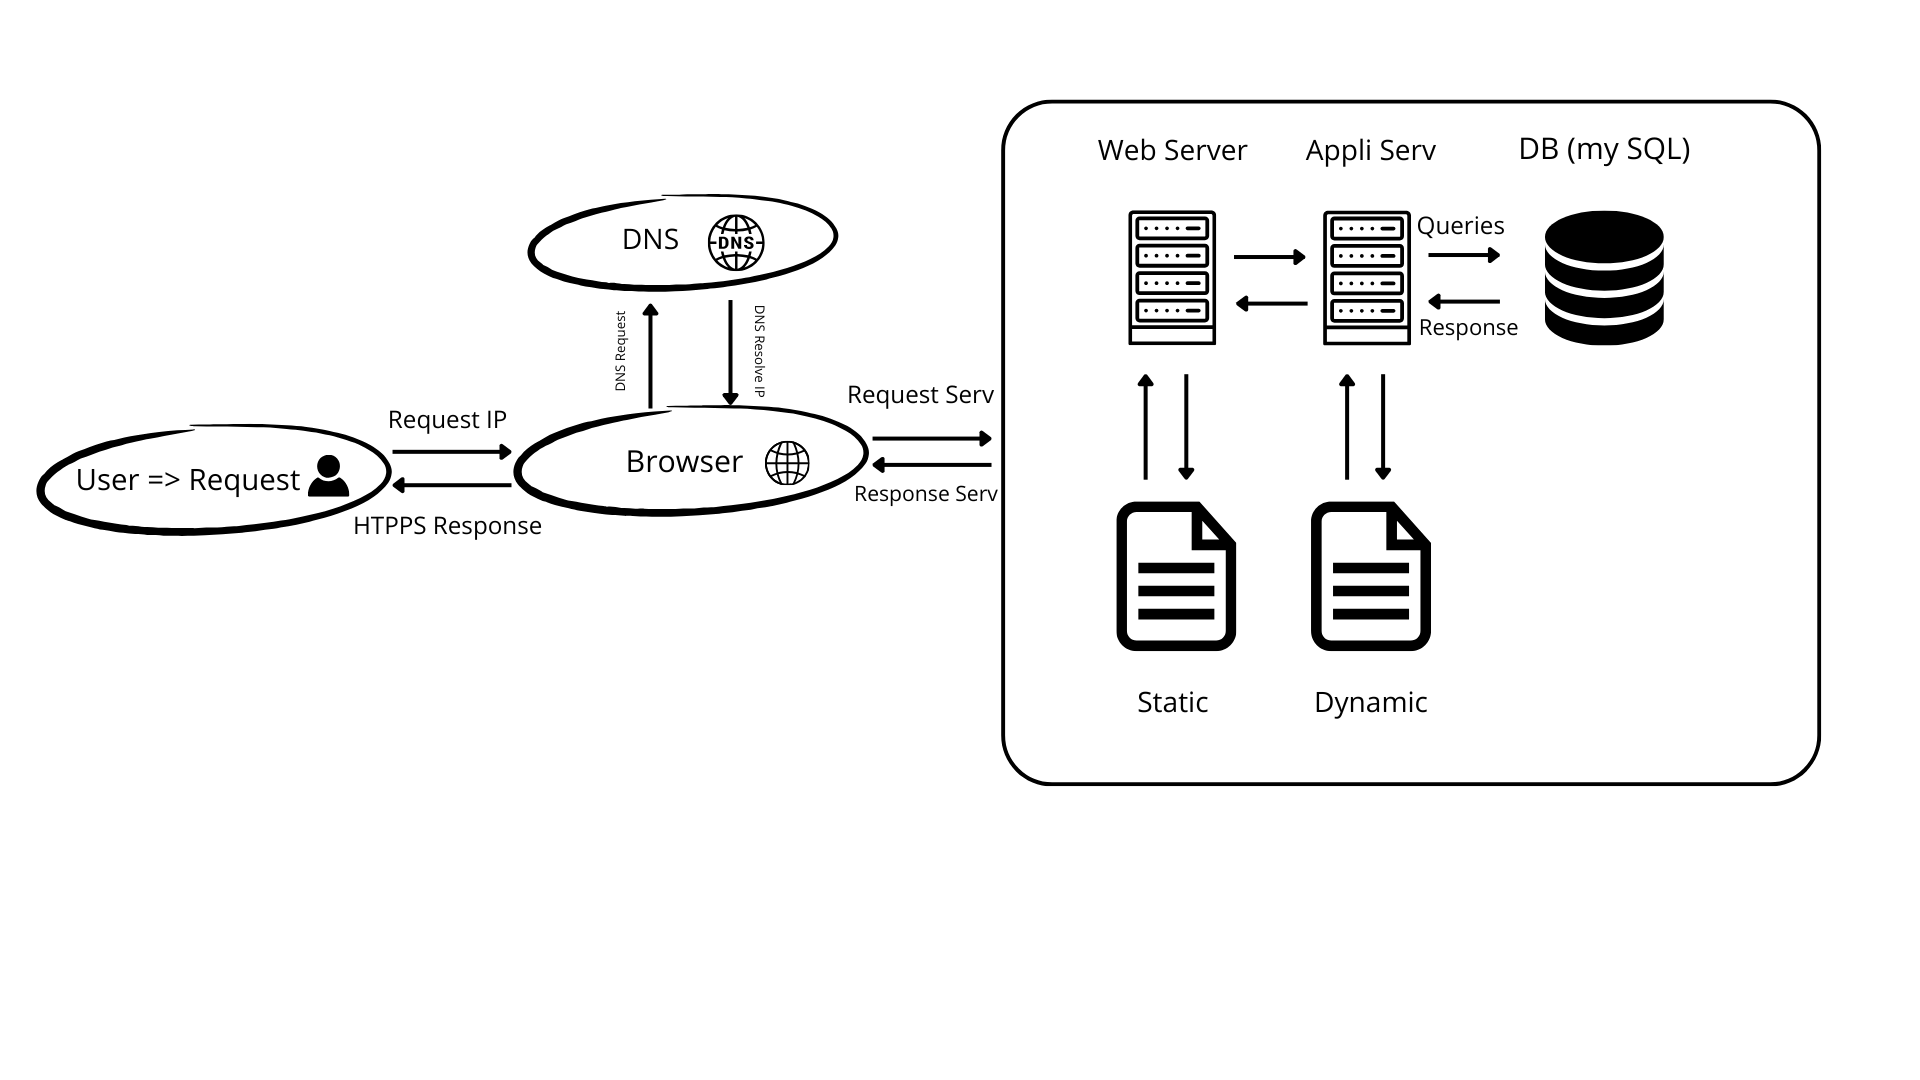 Web Server
Appli Serv
DB (my SQL)
Queries
Response
DNS
DNS
DNS Request
DNS Resolve IP
Request IP
User => Request
HTPPS Response
Browser
Request Serv
Response Serv
Static
Dynamic